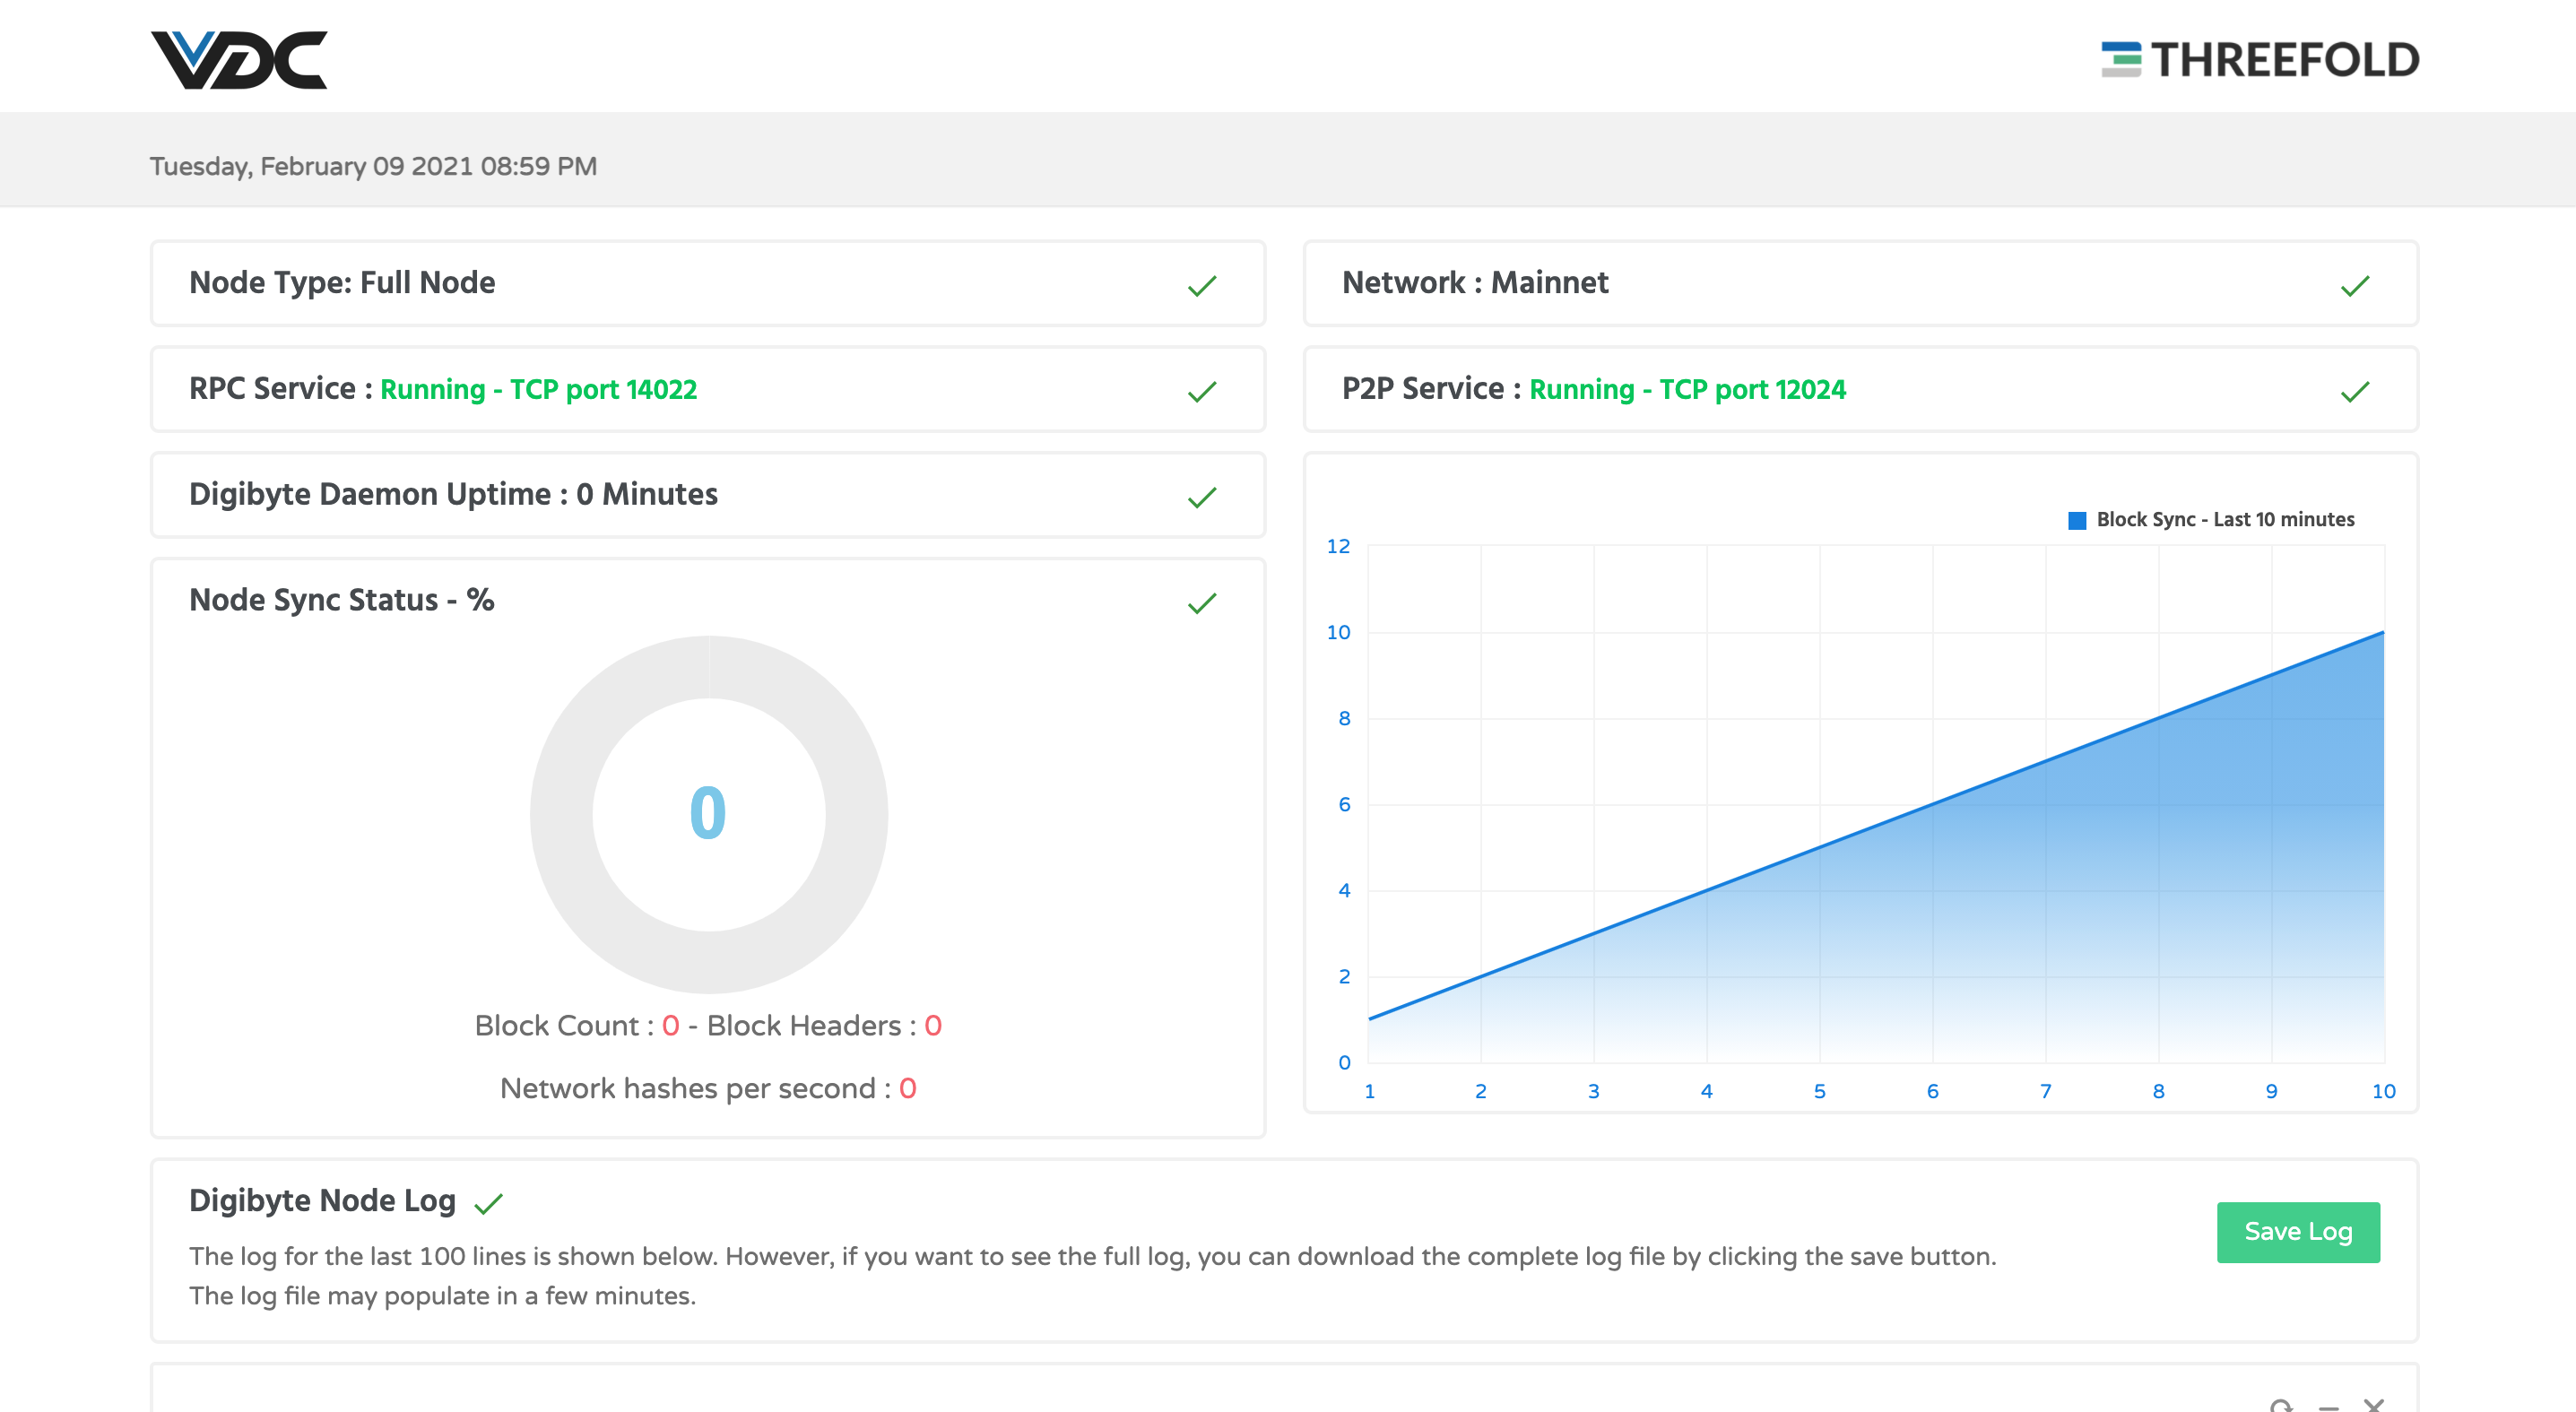 VDC
THREEFOLD
Tuesday, February 09 2021 08:59 PM
Node Type: Full Node
Network : Mainnet
RPC Service : Running - TCP port 14022
P2P Service : Running - TCP port 12024
Digibyte Daemon Uptime : 0 Minutes
Node Sync Status - %
0
Block Count : 0 - Block Headers : 0
Network hashes per second : 0
Block Sync - Last 10 minutes
12
10
8
6
4
2
0
1 2 3 4 5 6 7 8 9 10
Digibyte Node Log
The log for the last 100 lines is shown below. However, if you want to see the full log, you can download the complete log file by clicking the save button.
The log file may populate in a few minutes.
Save Log